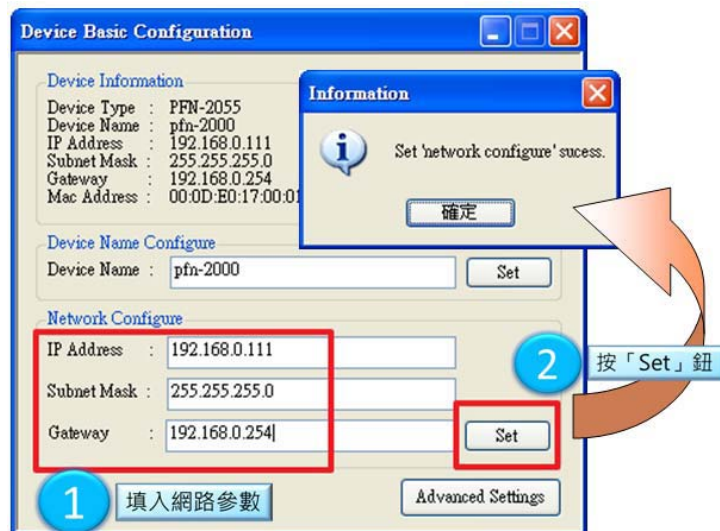 Device Basic Configuration
Device Information
Device Type : PFN-2055
Device Name : pfn-2000
IP Address : 192.168.0.111
Subnet Mask : 255.255.255.0
Gateway : 192.168.0.254
Mac Address : 00:0D:E0:17:00:01
Information
Set 'network configure' sucess.
確定
Device Name Configure
Device Name : pfn-2000
Set
Network Configure
IP Address : 192.168.0.111
Subnet Mask : 255.255.255.0
Gateway : 192.168.0.254
Set
2 按「Set」鈕
1 填入網路參數
Advanced Settings